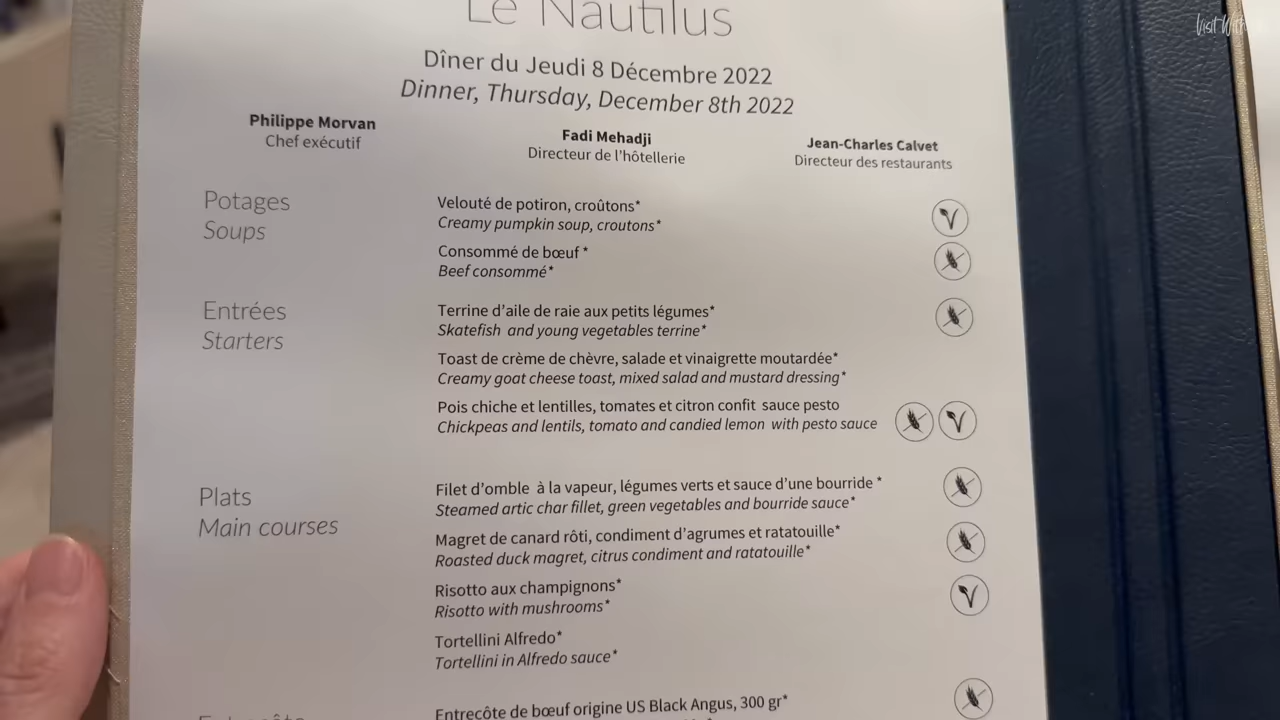 Le Nautilus
Dîner du Jeudi 8 Décembre 2022
Dinner, Thursday, December 8th 2022
Philippe Morvan
Chef exécutif
Fadi Mehadji
Directeur de l'hôtellerie
Jean-Charles Calvet
Directeur des restaurants
Potages
Soups
Velouté de potiron, croûtons*
Creamy pumpkin soup, croutons*
Consommé de bœuf *
Beef consommé*
Entrées
Starters
Terrine d'aile de raie aux petits légumes*
Skatefish and young vegetables terrine*
Toast de crème de chèvre, salade et vinaigrette moutardée*
Creamy goat cheese toast, mixed salad and mustard dressing*
Pois chiche et lentilles, tomates et citron confit sauce pesto
Chickpeas and lentils, tomato and candied lemon with pesto sauce
Plats
Main courses
Filet d'omble à la vapeur, légumes verts et sauce d'une bourride *
Steamed artic char fillet, green vegetables and bourride sauce*
Magret de canard rôti, condiment d'agrumes et ratatouille*
Roasted duck magret, citrus condiment and ratatouille*
Risotto aux champignons*
Risotto with mushrooms*
Tortellini Alfredo*
Tortellini in Alfredo sauce*
Entrecôte de bœuf origine US Black Angus, 300 gr*
Visit With